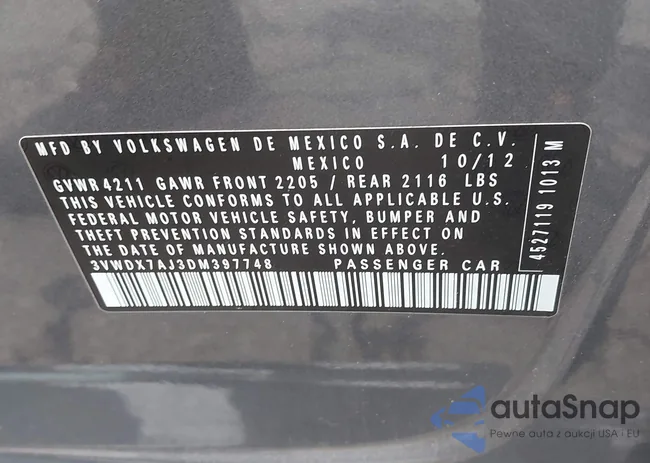 MFD BY VOLKSWAGEN DE MEXICO S.A. DE C.V.
MEXICO 10/12
GVWR 4211 GAWR FRONT 2205 / REAR 2116 LBS
THIS VEHICLE CONFORMS TO ALL APPLICABLE U.S.
FEDERAL MOTOR VEHICLE SAFETY, BUMPER AND
THEFT PREVENTION STANDARDS IN EFFECT ON
THE DATE OF MANUFACTURE SHOWN ABOVE.
3VWDX7AJ3DM397748 PASSENGER CAR
4527119 1013 M
autaSnap
Pewne auta z aukcji USA i EU